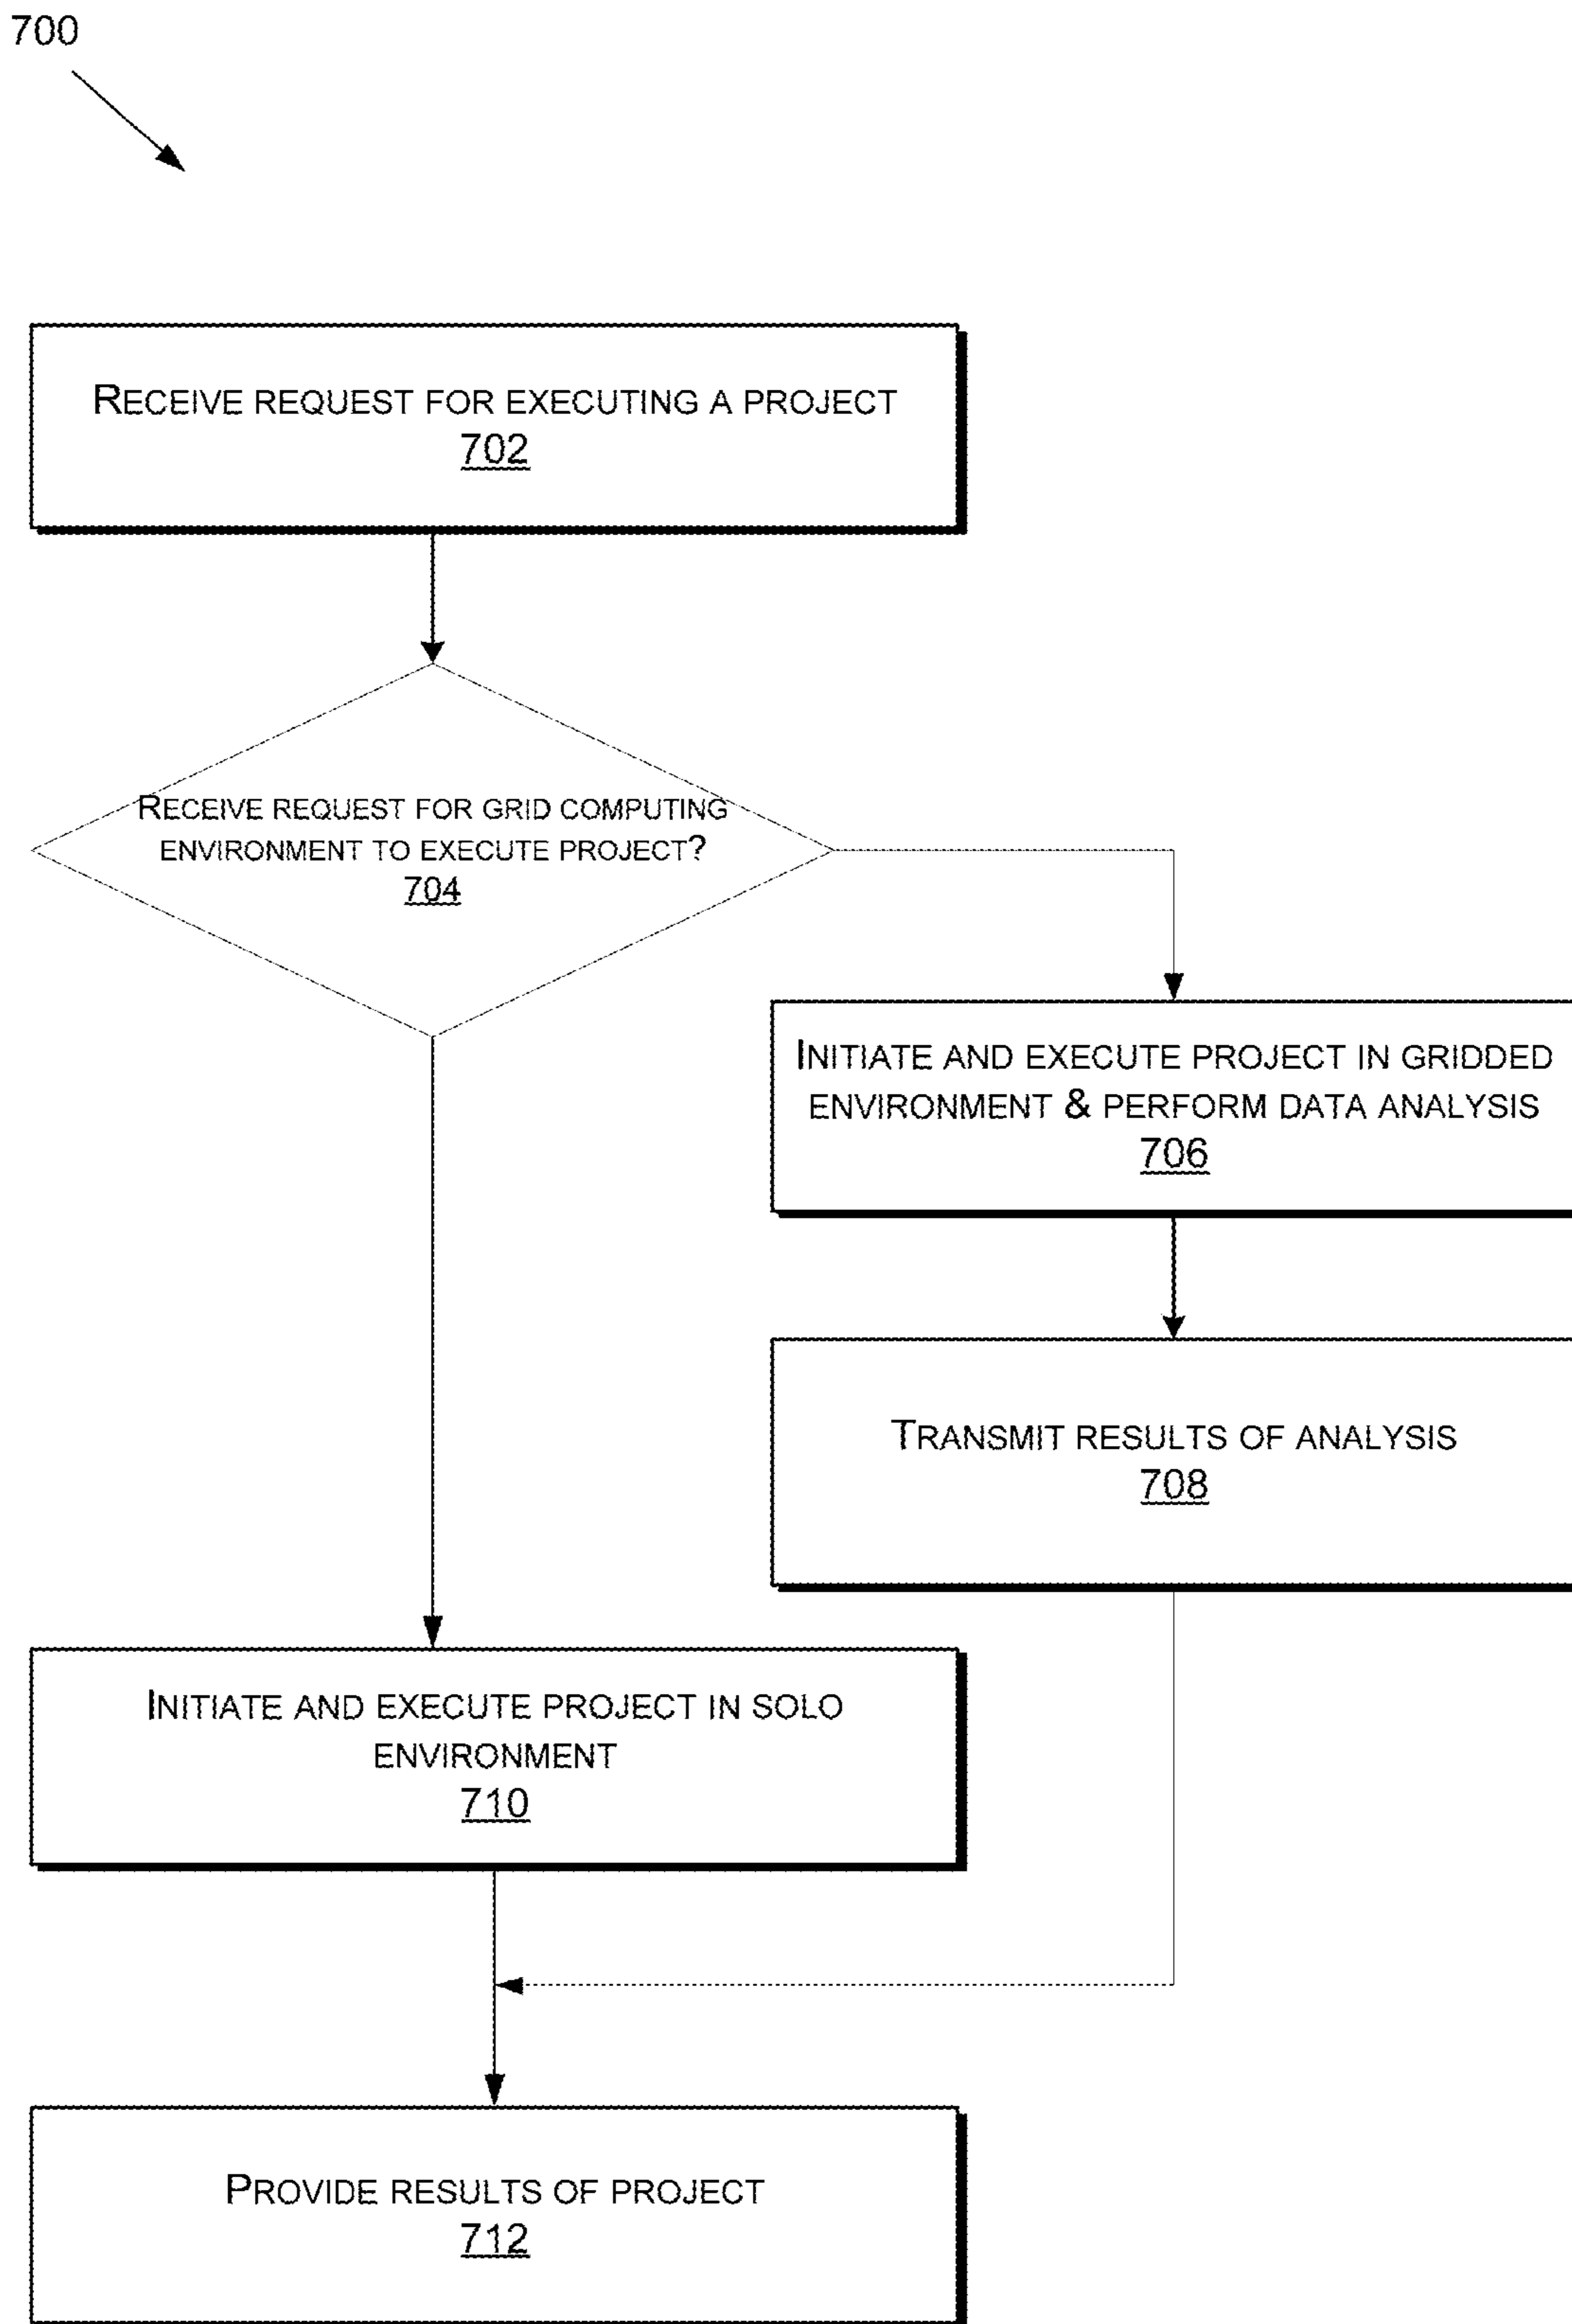 700
RECEIVE REQUEST FOR EXECUTING A PROJECT
702
RECEIVE REQUEST FOR GRID COMPUTING
ENVIRONMENT TO EXECUTE PROJECT?
704
INITIATE AND EXECUTE PROJECT IN GRIDDED
ENVIRONMENT & PERFORM DATA ANALYSIS
706
TRANSMIT RESULTS OF ANALYSIS
708
INITIATE AND EXECUTE PROJECT IN SOLO
ENVIRONMENT
710
PROVIDE RESULTS OF PROJECT
712